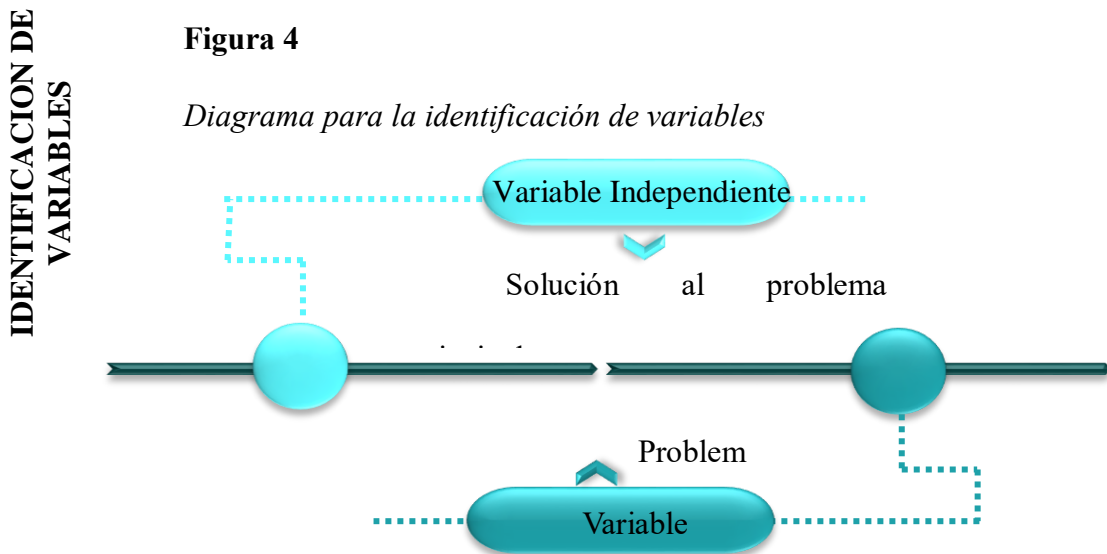 IDENTIFICACION DE
VARIABLES
Figura 4
Diagrama para la identificación de variables
Variable Independiente
Solución al problema
Problem
Variable